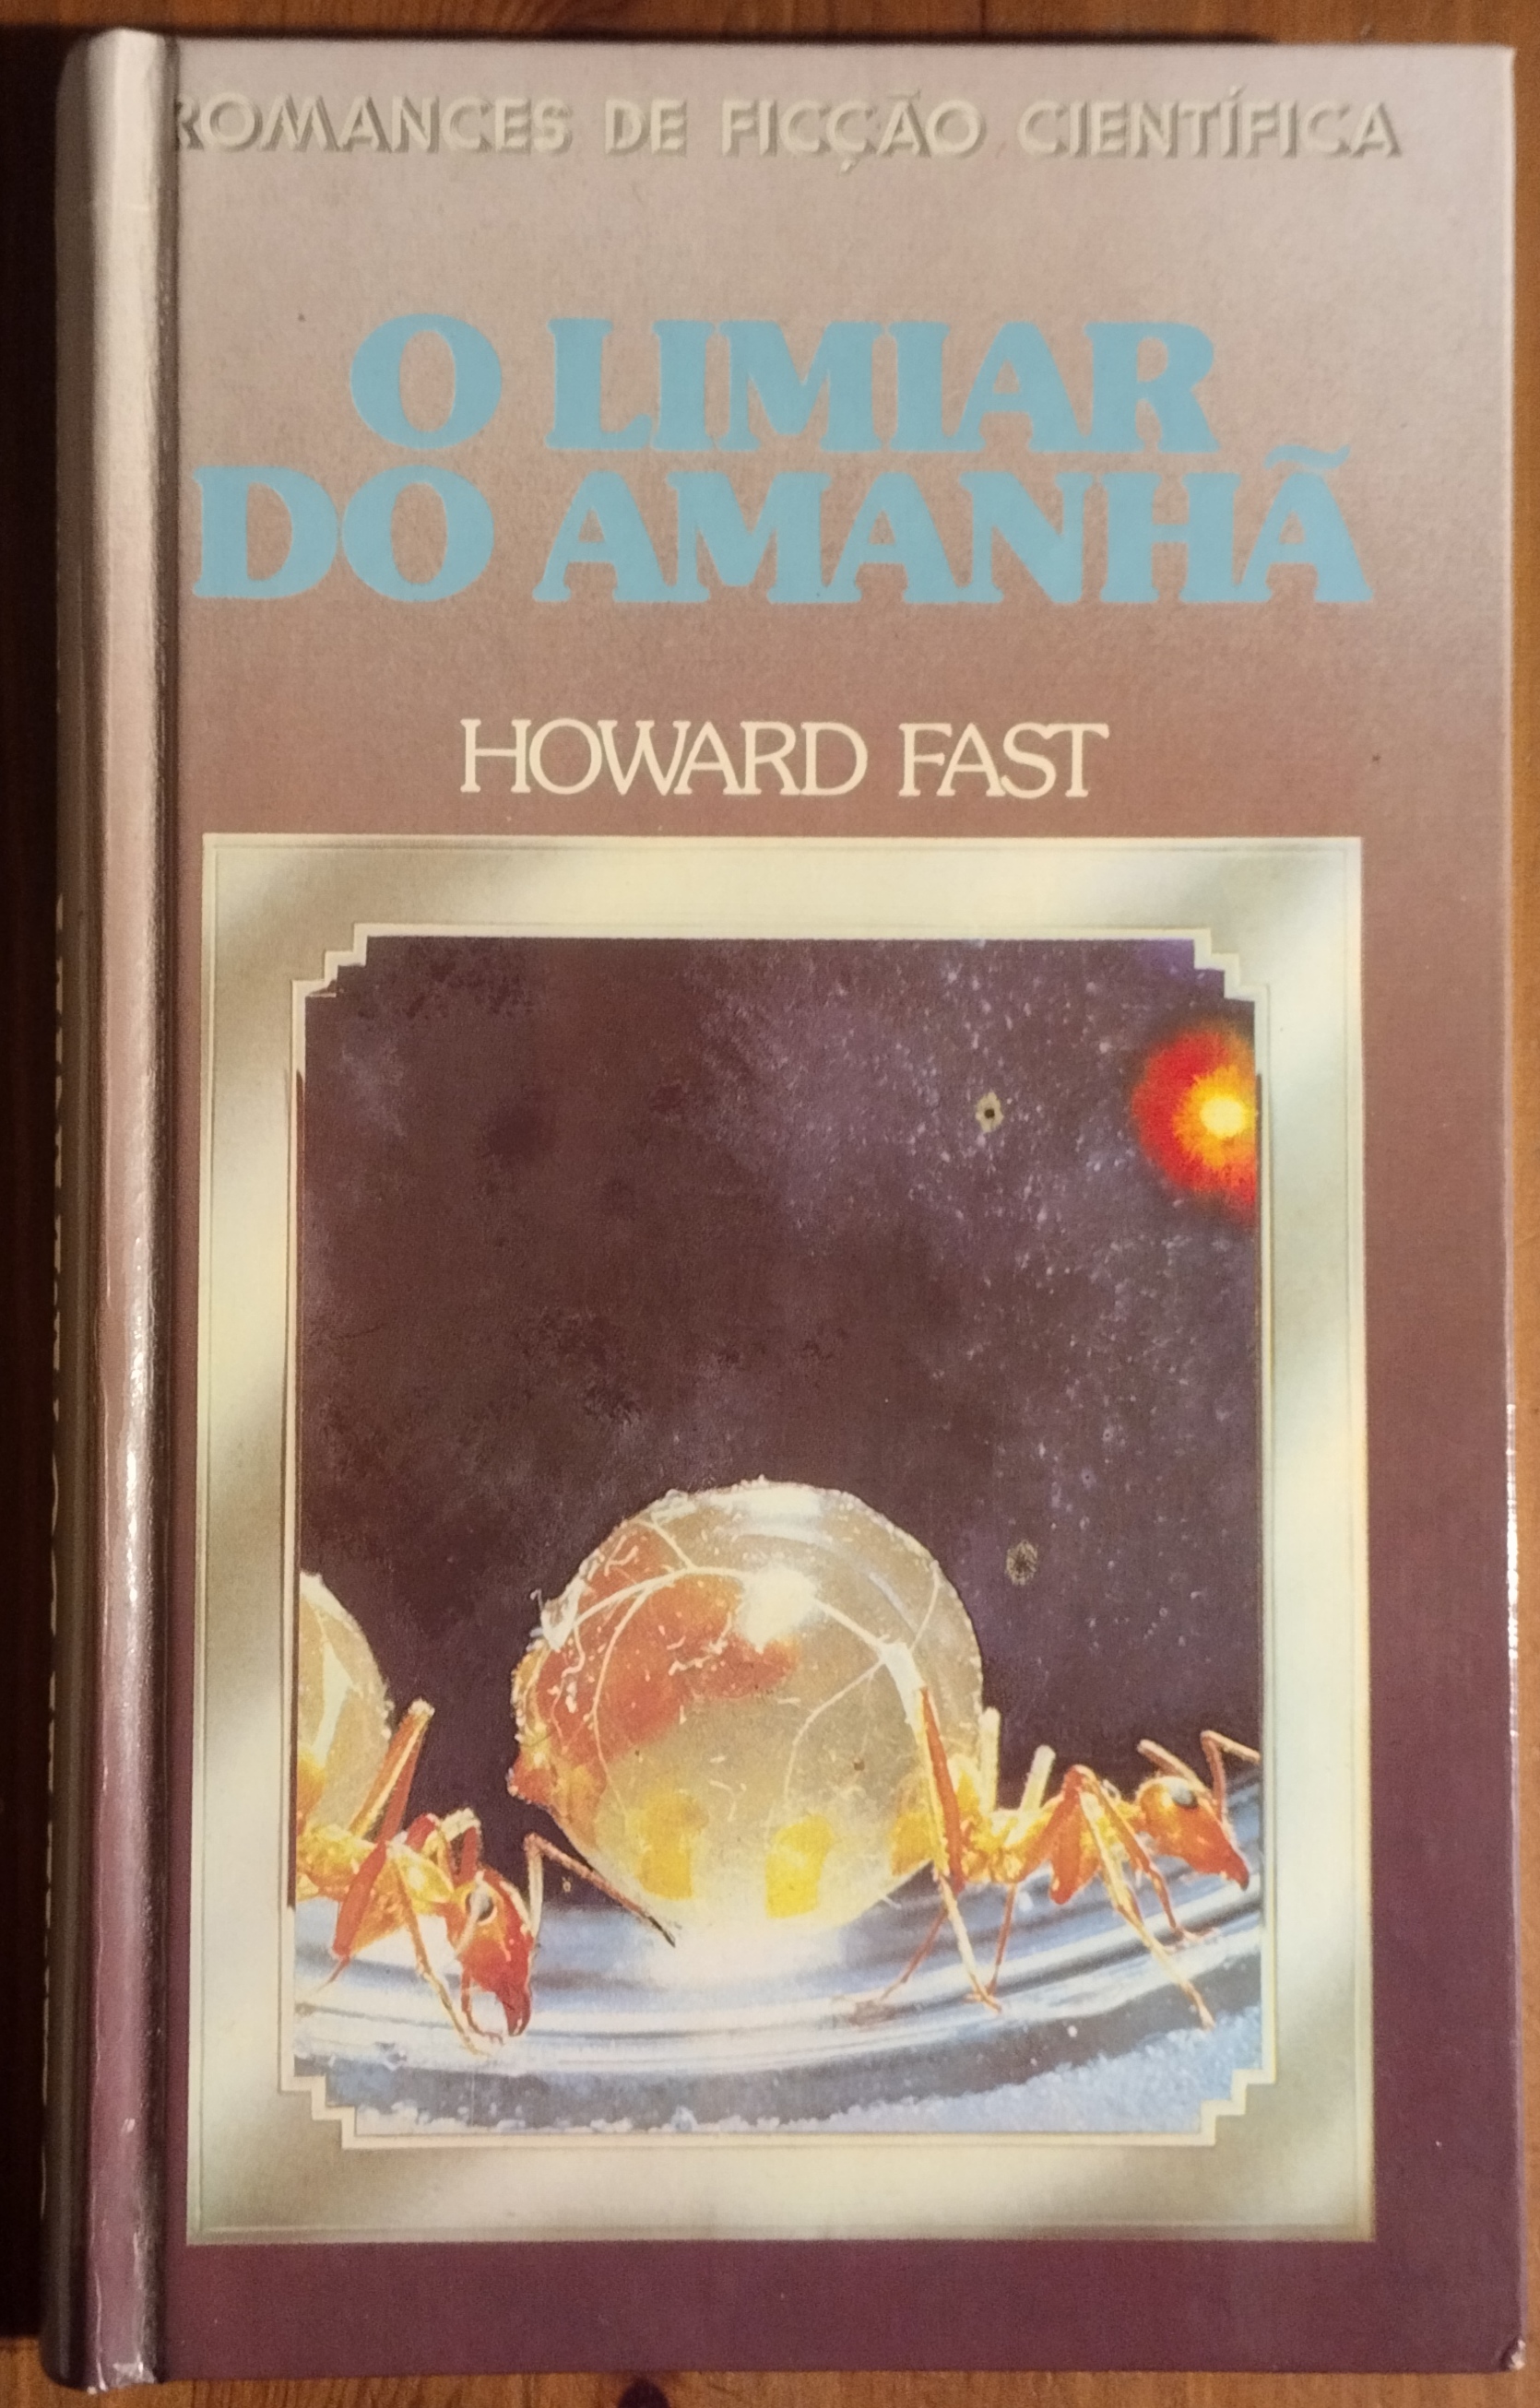 ROMANCES DE FICÇÃO CIENTÍFICA
O LIMIAR
DO AMANHÃ
HOWARD FAST